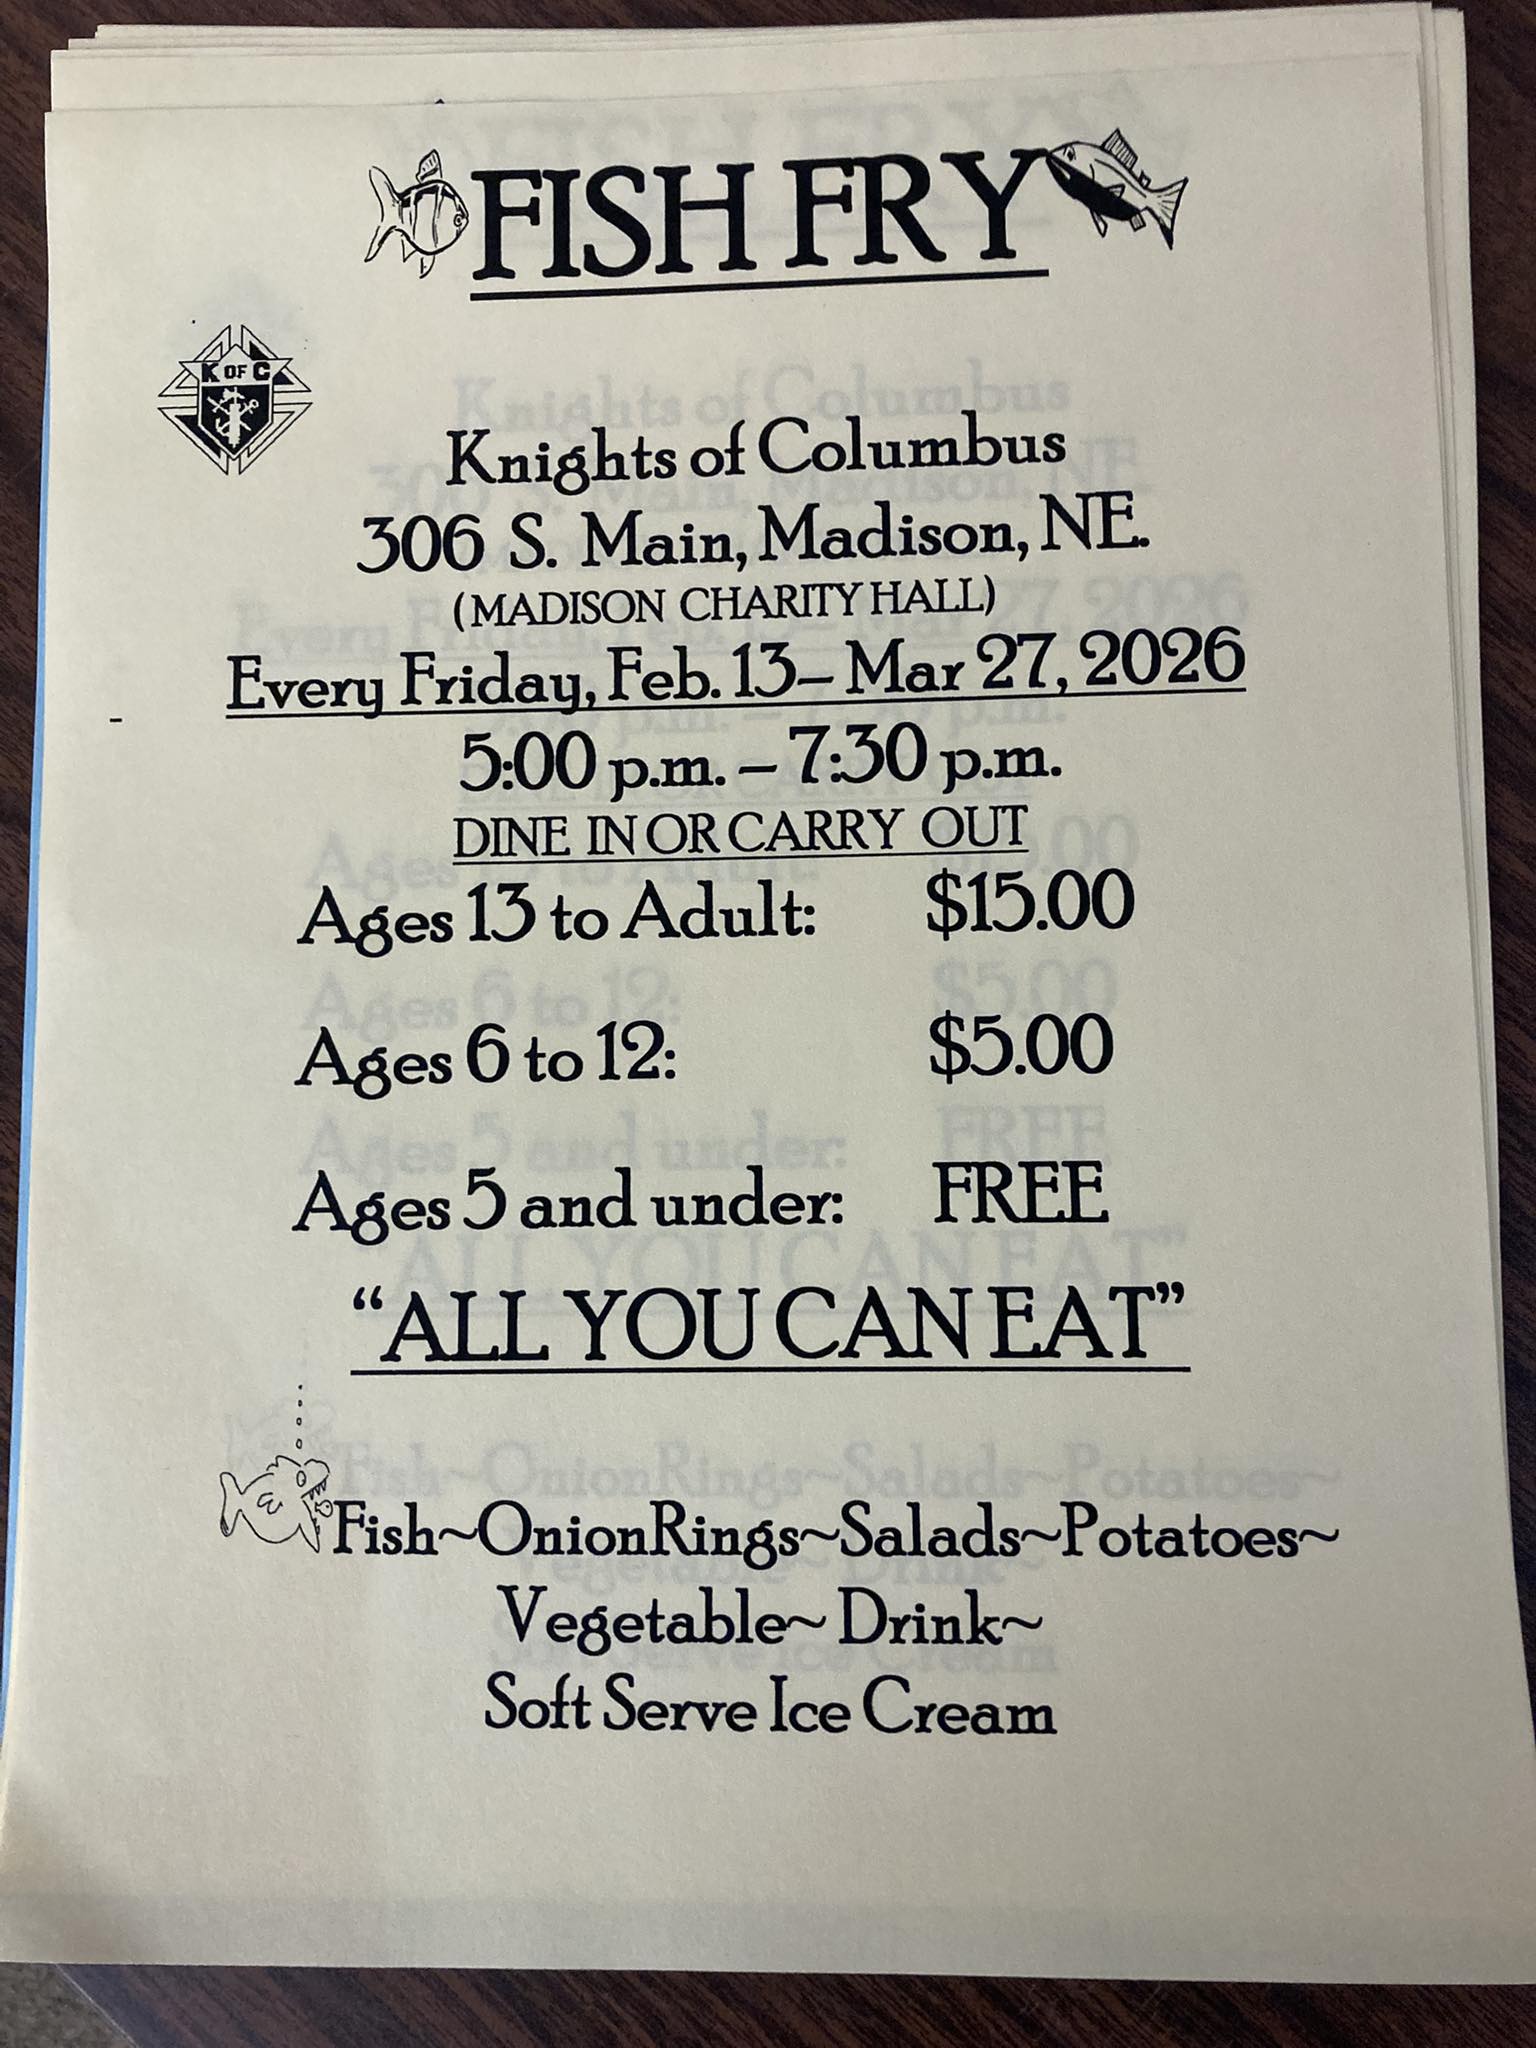 FISH FRY
K OF C
Knights of Columbus
306 S. Main, Madison, NE.
(MADISON CHARITY HALL)
Every Friday, Feb. 13– Mar 27, 2026
5:00 p.m. – 7:30 p.m.
DINE IN OR CARRY OUT
Ages 13 to Adult: $15.00
Ages 6 to 12: $5.00
Ages 5 and under: FREE
“ALL YOU CAN EAT”
Fish~Onion Rings~Salads~Potatoes~
Vegetable~ Drink~
Soft Serve Ice Cream